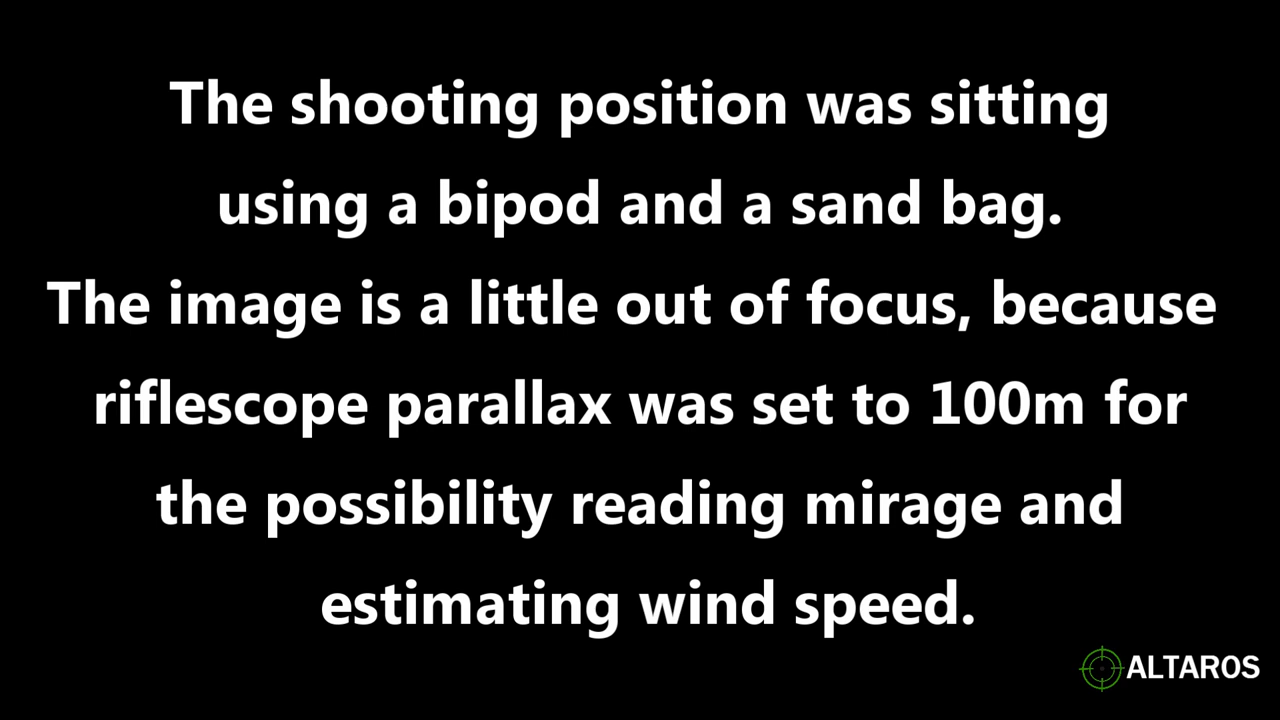 The shooting position was sitting
using a bipod and a sand bag.
The image is a little out of focus, because
riflescope parallax was set to 100m for
the possibility reading mirage and
estimating wind speed.
ALTAROS